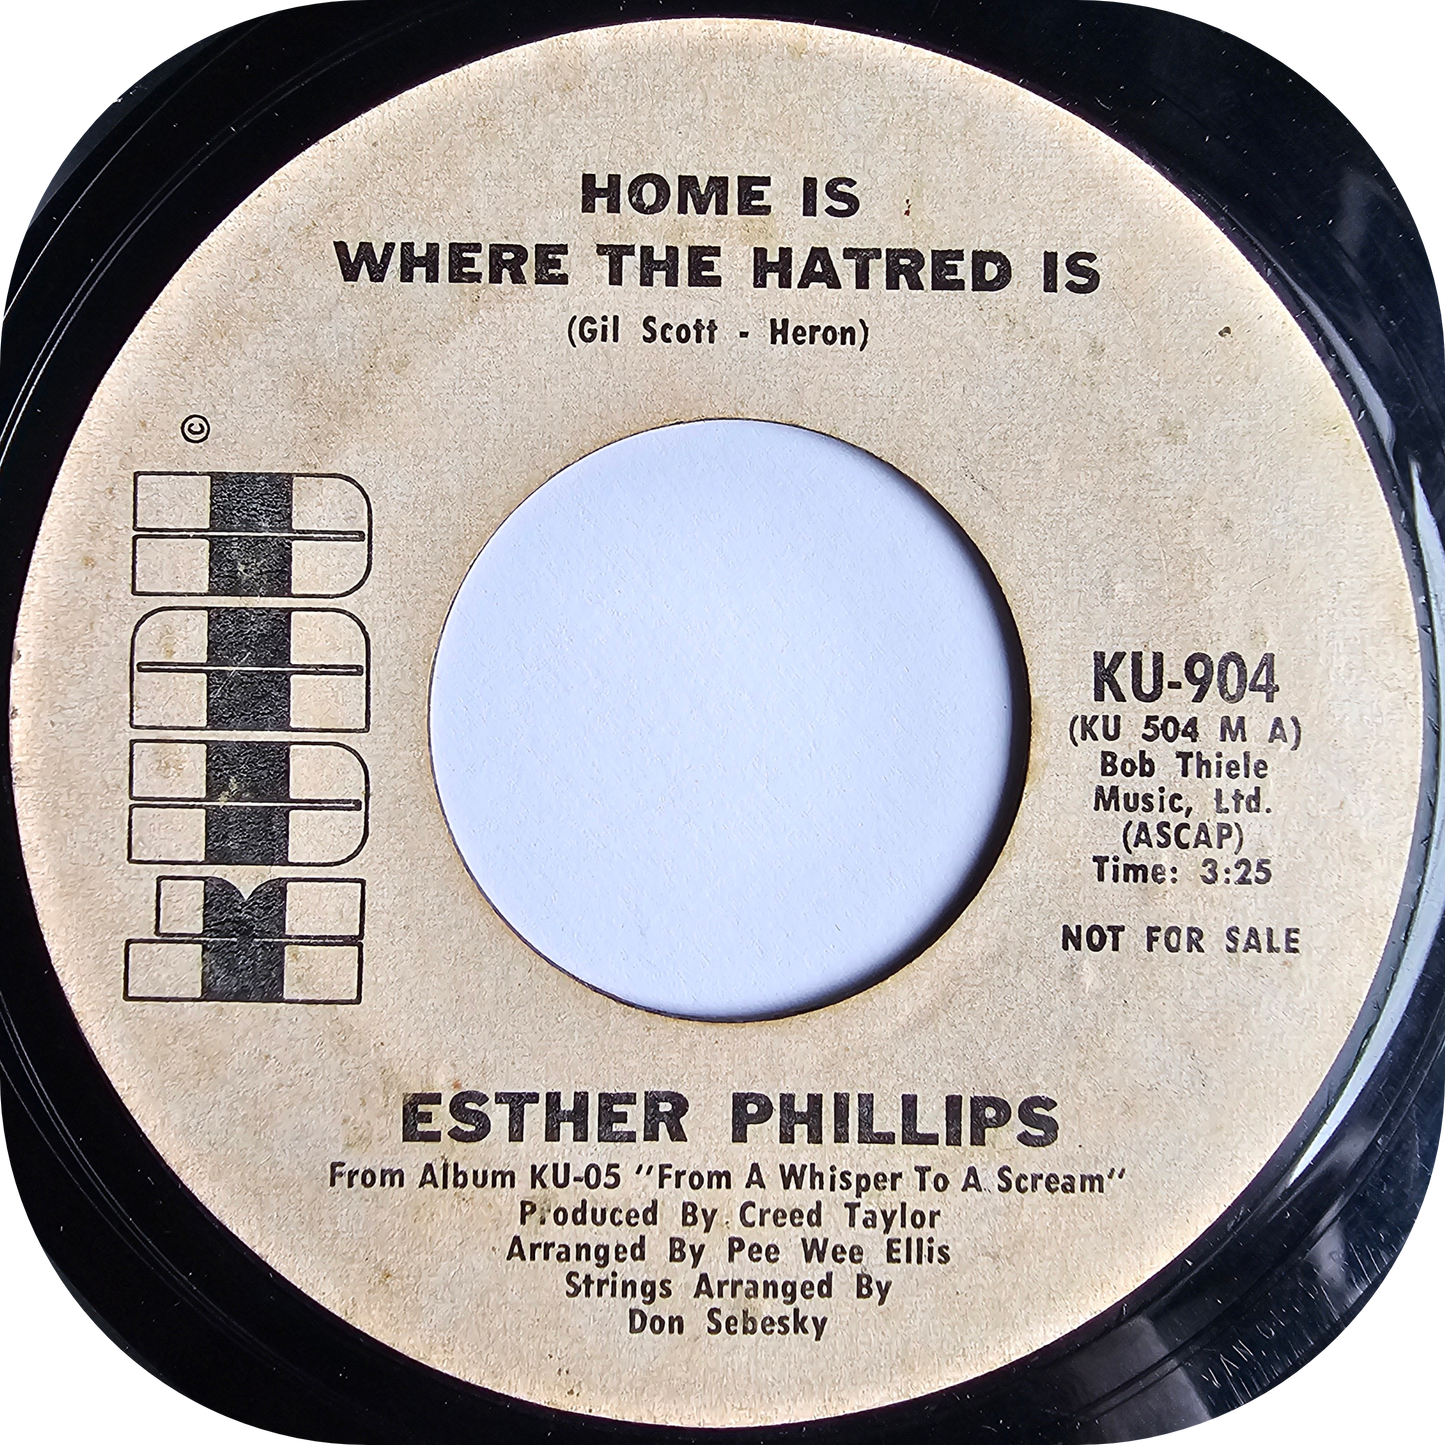 HOME IS
WHERE THE HATRED IS
(Gil Scott - Heron)
©
KUDU
KU-904
(KU 504 M A)
Bob Thiele
Music, Ltd.
(ASCAP)
Time: 3:25
NOT FOR SALE
ESTHER PHILLIPS
From Album KU-05 "From A Whisper To A Scream"
Produced By Creed Taylor
Arranged By Pee Wee Ellis
Strings Arranged By
Don Sebesky